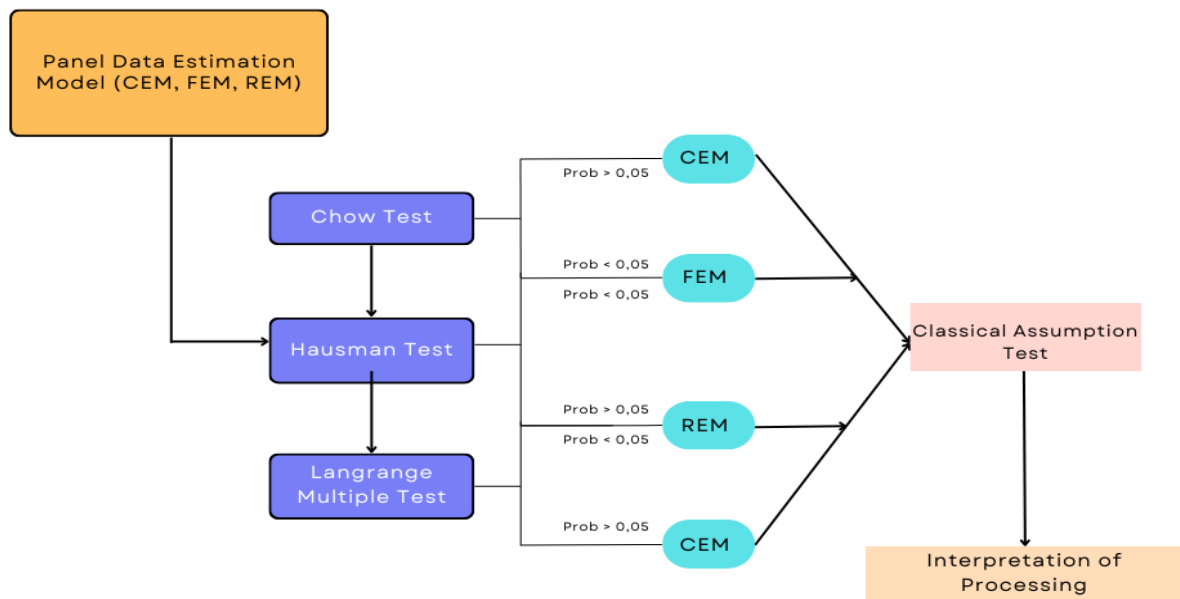 Panel Data Estimation
Model (CEM, FEM, REM)
CEM
Prob > 0,05
Chow Test
Prob < 0,05
FEM
Prob < 0,05
Hausman Test
Classical Assumption
Test
Prob > 0,05
REM
Prob < 0,05
Langrange
Multiple Test
Prob > 0,05
CEM
Interpretation of
Processing